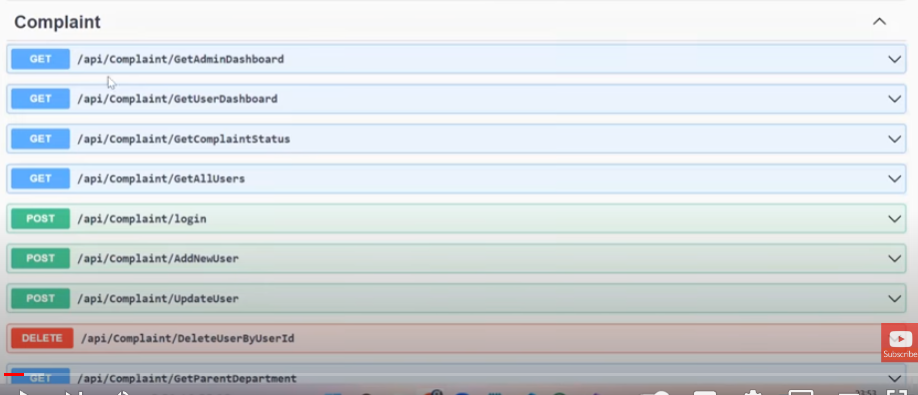 Complaint
GET /api/Complaint/GetAdminDashboard
GET /api/Complaint/GetUserDashboard
GET /api/Complaint/GetComplaintStatus
GET /api/Complaint/GetAllUsers
POST /api/Complaint/login
POST /api/Complaint/AddNewUser
POST /api/Complaint/UpdateUser
DELETE /api/Complaint/DeleteUserByUserId
Subscribe
GET /api/Complaint/GetParentDepartment